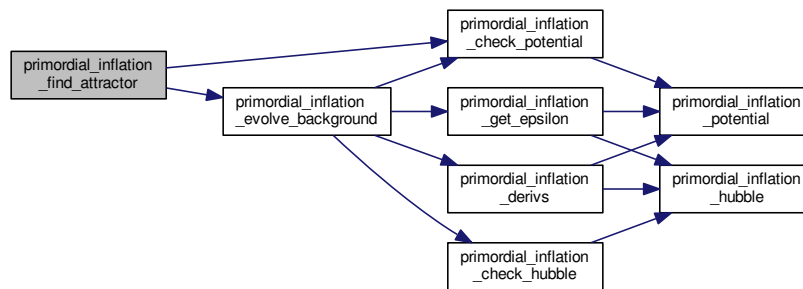 primordial_inflation
_find_attractor
primordial_inflation
_evolve_background
primordial_inflation
_check_potential
primordial_inflation
_get_epsilon
primordial_inflation
_derivs
primordial_inflation
_check_hubble
primordial_inflation
_potential
primordial_inflation
_hubble